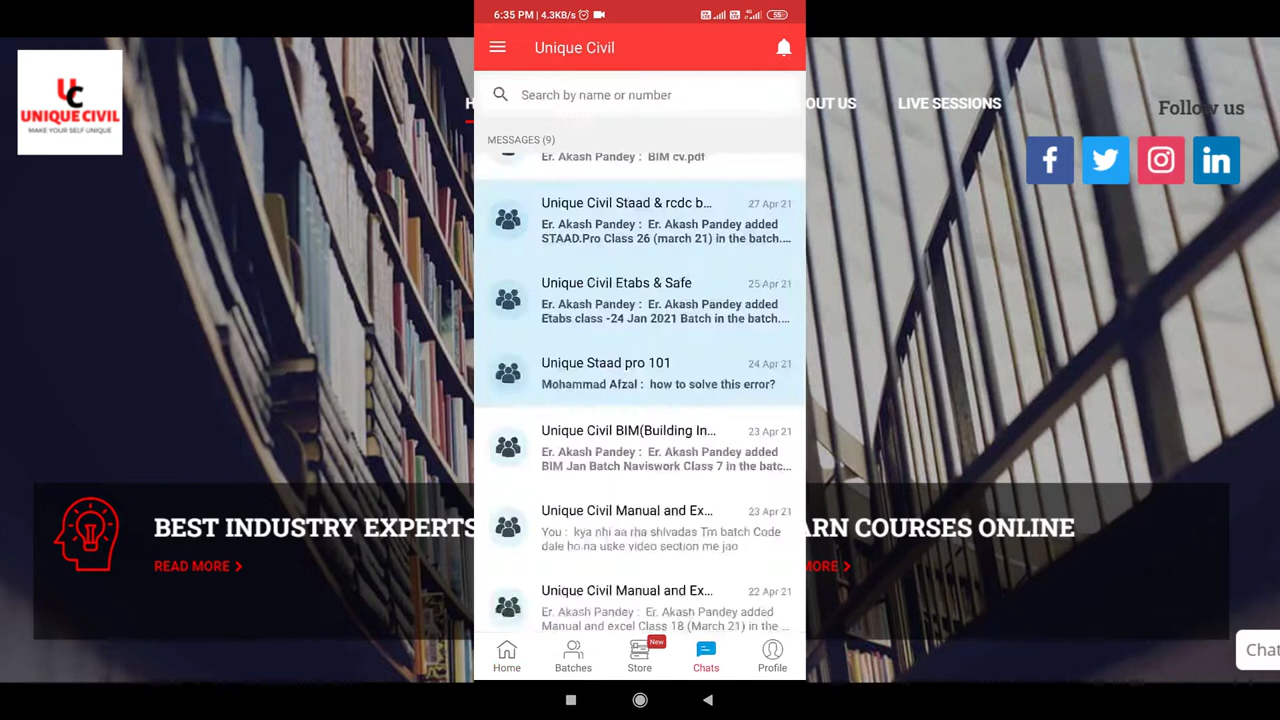 6:35 PM | 4.3KB/s
55
Unique Civil
Search by name or number
MESSAGES (9)
Er. Akash Pandey : BIM cv.pdf
Unique Civil Staad & rcdc b... 27 Apr 21
Er. Akash Pandey : Er. Akash Pandey added
STAAD.Pro Class 26 (march 21) in the batch....
Unique Civil Etabs & Safe 25 Apr 21
Er. Akash Pandey : Er. Akash Pandey added
Etabs class -24 Jan 2021 Batch in the batch....
Unique Staad pro 101 24 Apr 21
Mohammad Afzal : how to solve this error?
Unique Civil BIM(Building In... 23 Apr 21
Er. Akash Pandey : Er. Akash Pandey added
BIM Jan Batch Naviswork Class 7 in the batc...
Unique Civil Manual and Ex... 23 Apr 21
You : kya nhi aa rha shivadas Tm batch Code
dale ho na uske video section me jao
Unique Civil Manual and Ex... 22 Apr 21
Er. Akash Pandey : Er. Akash Pandey added
Manual and excel Class 18 (March 21) in the ...
New
Home Batches Store Chats Profile
UC
UNIQUE CIVIL
MAKE YOUR SELF UNIQUE
H
OUT US LIVE SESSIONS
Follow us
BEST INDUSTRY EXPERTS
READ MORE
ARN COURSES ONLINE
MORE
Chat